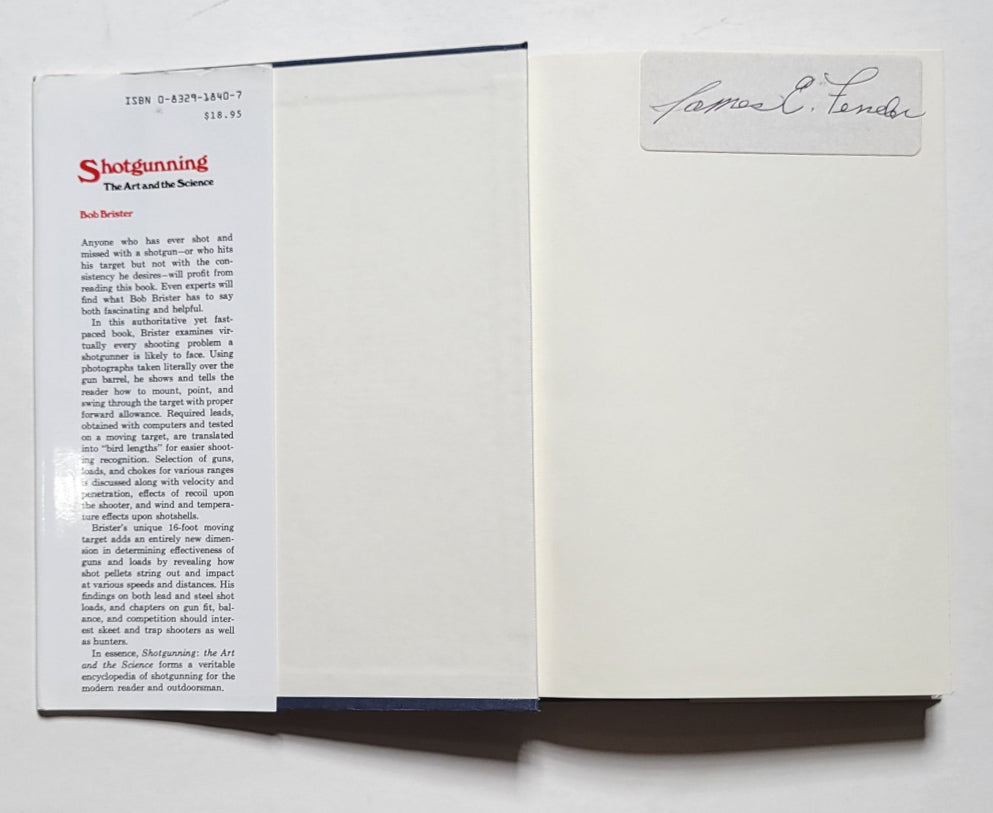 ISBN 0-8329-1840-7
$18.95
Shotgunning
The Art and the Science
Bob Brister
Anyone who has ever shot and
missed with a shotgun—or who hits
his target but not with the con-
sistency he desires—will profit from
reading this book. Even experts will
find what Bob Brister has to say
both fascinating and helpful.
In this authoritative yet fast-
paced book, Brister examines vir-
tually every shooting problem a
shotgunner is likely to face. Using
photographs taken literally over the
gun barrel, he shows and tells the
reader how to mount, point, and
swing through the target with proper
forward allowance. Required leads,
obtained with computers and tested
on a moving target, are translated
into "bird lengths" for easier shoot-
ing recognition. Selection of guns,
loads, and chokes for various ranges
is discussed along with velocity and
penetration, effects of recoil upon
the shooter, and wind and tempera-
ture effects upon shotshells.
Brister's unique 16-foot moving
target adds an entirely new dimen-
sion in determining effectiveness of
guns and loads by revealing how
shot pellets string out and impact
at various speeds and distances. His
findings on both lead and steel shot
loads, and chapters on gun fit, bal-
ance, and competition should inter-
est skeet and trap shooters as well
as hunters.
In essence, Shotgunning: the Art
and the Science forms a veritable
encyclopedia of shotgunning for the
modern reader and outdoorsman.
James E. Fender